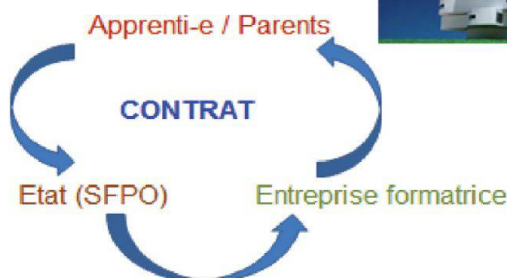 Apprenti-e / Parents
CONTRAT
Etat (SFPO)
Entreprise formatrice